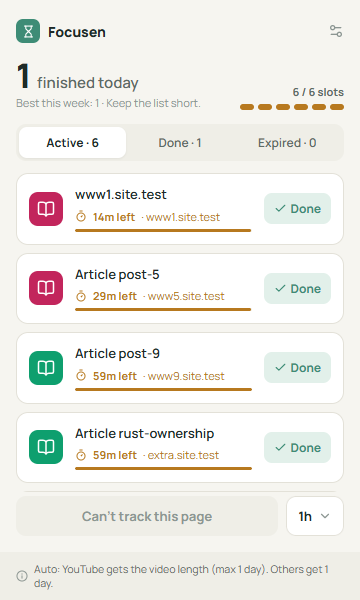 Focusen
1 finished today
Best this week: 1 · Keep the list short.
6 / 6 slots
Active · 6
Done · 1
Expired · 0
www1.site.test
14m left · www1.site.test
Done
Article post-5
29m left · www5.site.test
Done
Article post-9
59m left · www9.site.test
Done
Article rust-ownership
59m left · extra.site.test
Done
Can't track this page
1h
Auto: YouTube gets the video length (max 1 day). Others get 1
day.